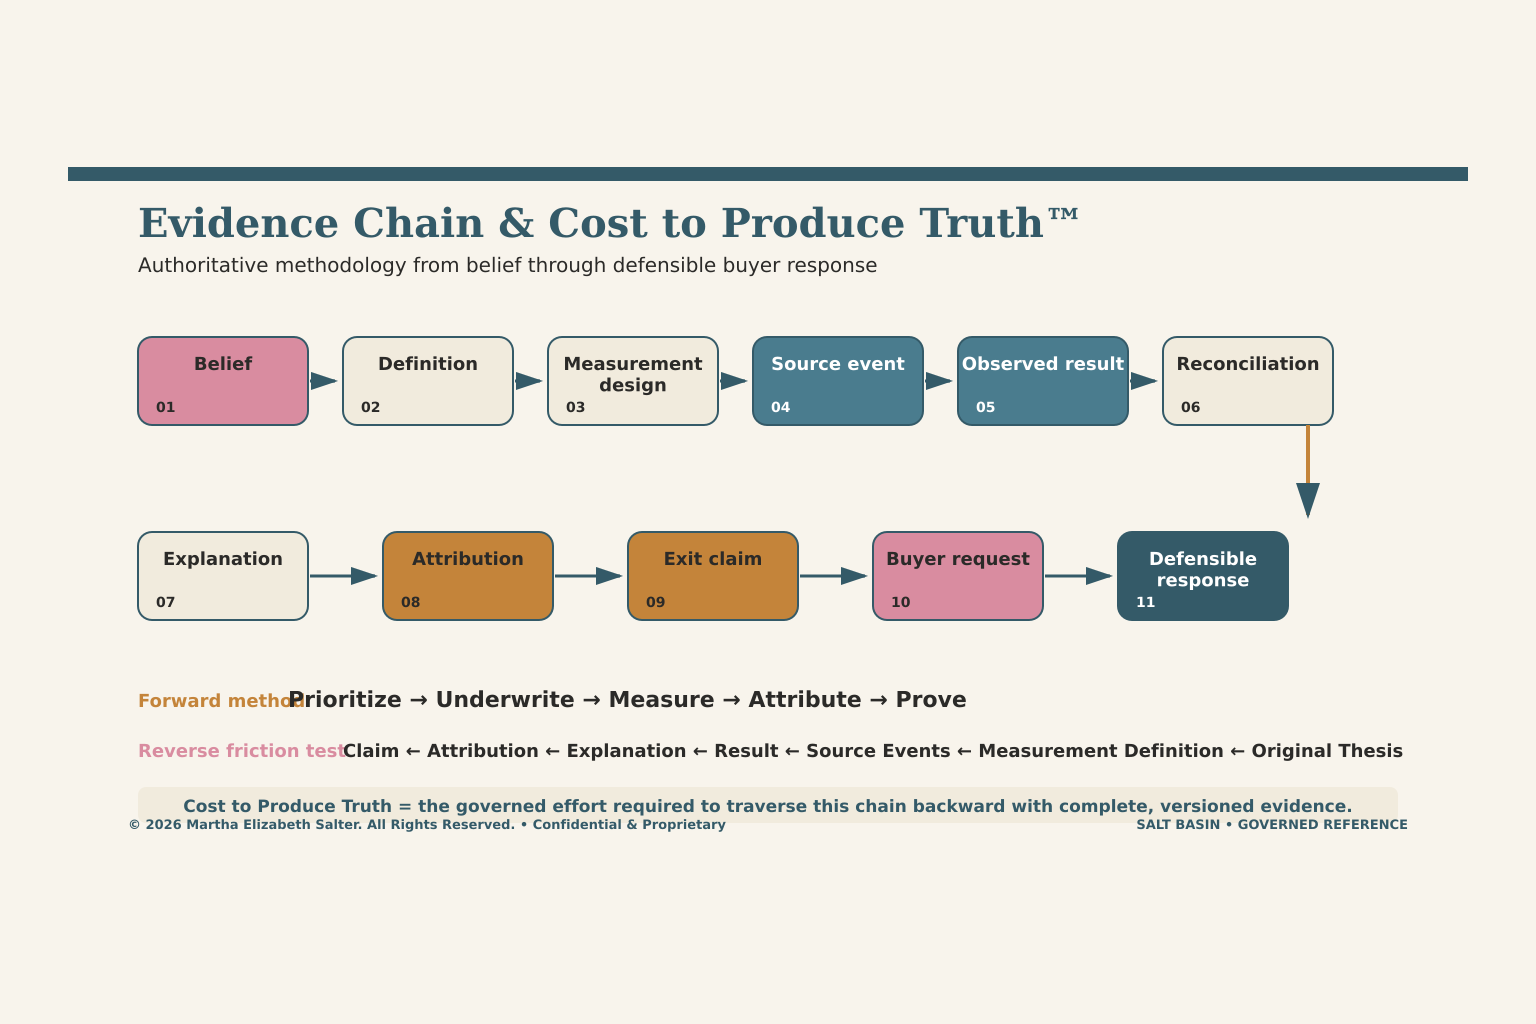 Evidence Chain & Cost to Produce Truth™
Authoritative methodology from belief through defensible buyer response
Belief
01
Definition
02
Measurement
design
03
Source event
04
Observed result
05
Reconciliation
06
Explanation
07
Attribution
08
Exit claim
09
Buyer request
10
Defensible
response
11
Forward method Prioritize → Underwrite → Measure → Attribute → Prove
Reverse friction test Claim ← Attribution ← Explanation ← Result ← Source Events ← Measurement Definition ← Original Thesis
Cost to Produce Truth = the governed effort required to traverse this chain backward with complete, versioned evidence.
© 2026 Martha Elizabeth Salter. All Rights Reserved. • Confidential & Proprietary
SALT BASIN • GOVERNED REFERENCE